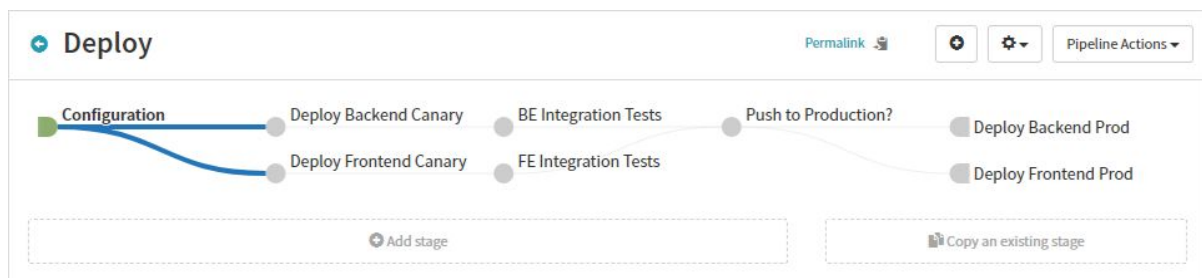 Deploy
Permalink
Pipeline Actions
Configuration
Deploy Backend Canary
BE Integration Tests
Push to Production?
Deploy Backend Prod
Deploy Frontend Canary
FE Integration Tests
Deploy Frontend Prod
Add stage
Copy an existing stage